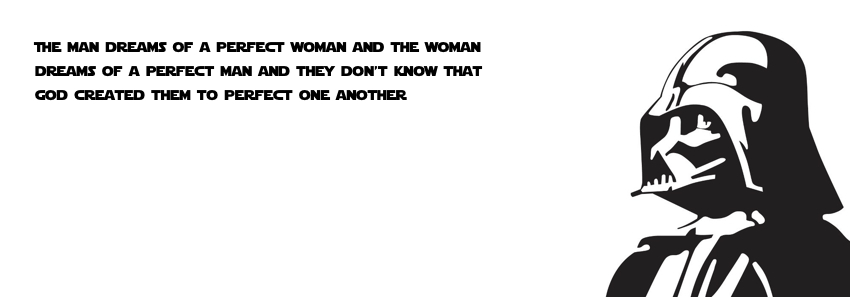 THE MAN DREAMS OF A PERFECT WOMAN AND THE WOMAN
DREAMS OF A PERFECT MAN AND THEY DON'T KNOW THAT
GOD CREATED THEM TO PERFECT ONE ANOTHER